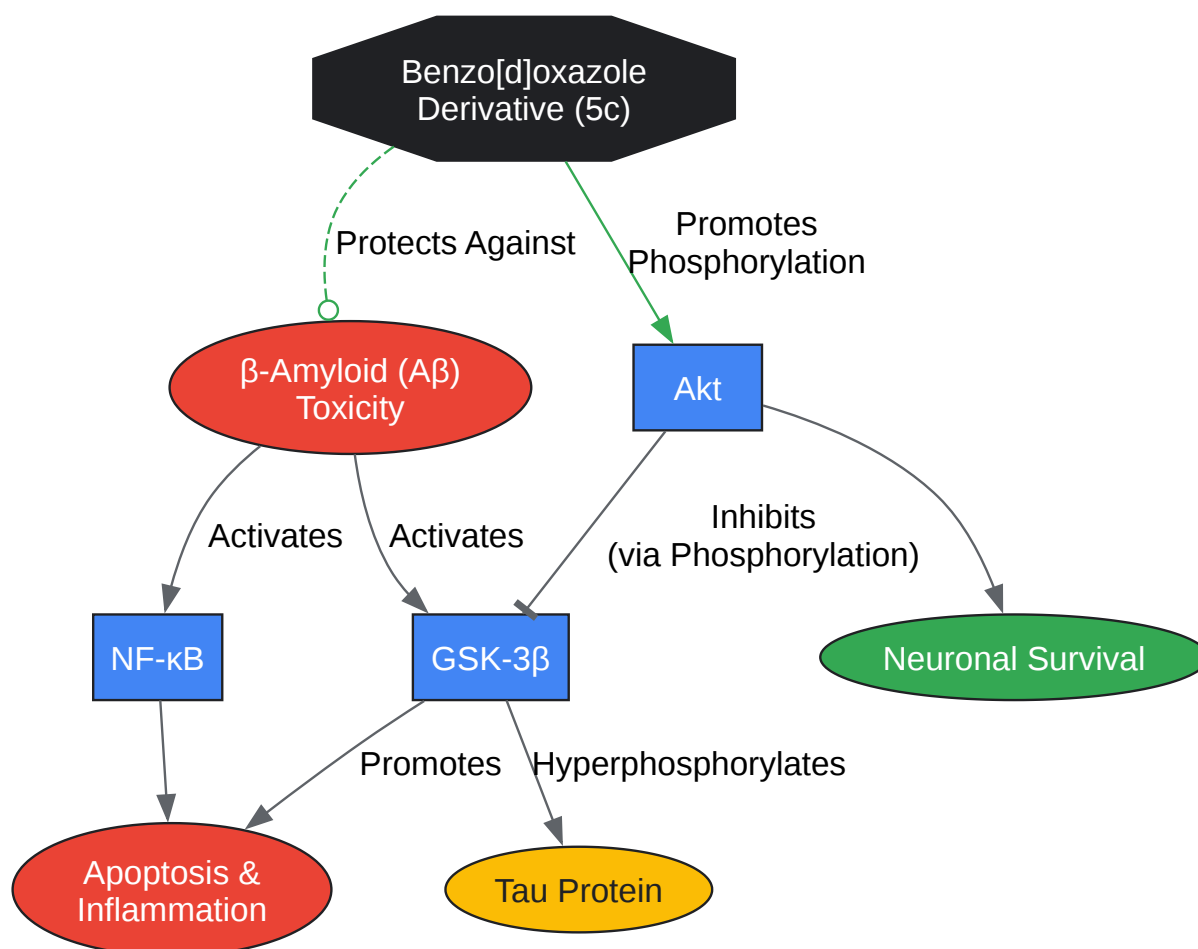 Benzo[d]oxazole
Derivative (5c)
Protects Against
Promotes
Phosphorylation
β-Amyloid (Aβ)
Toxicity
Akt
Activates
Activates
Inhibits
(via Phosphorylation)
NF-κB
GSK-3β
Neuronal Survival
Promotes
Hyperphosphorylates
Apoptosis &
Inflammation
Tau Protein